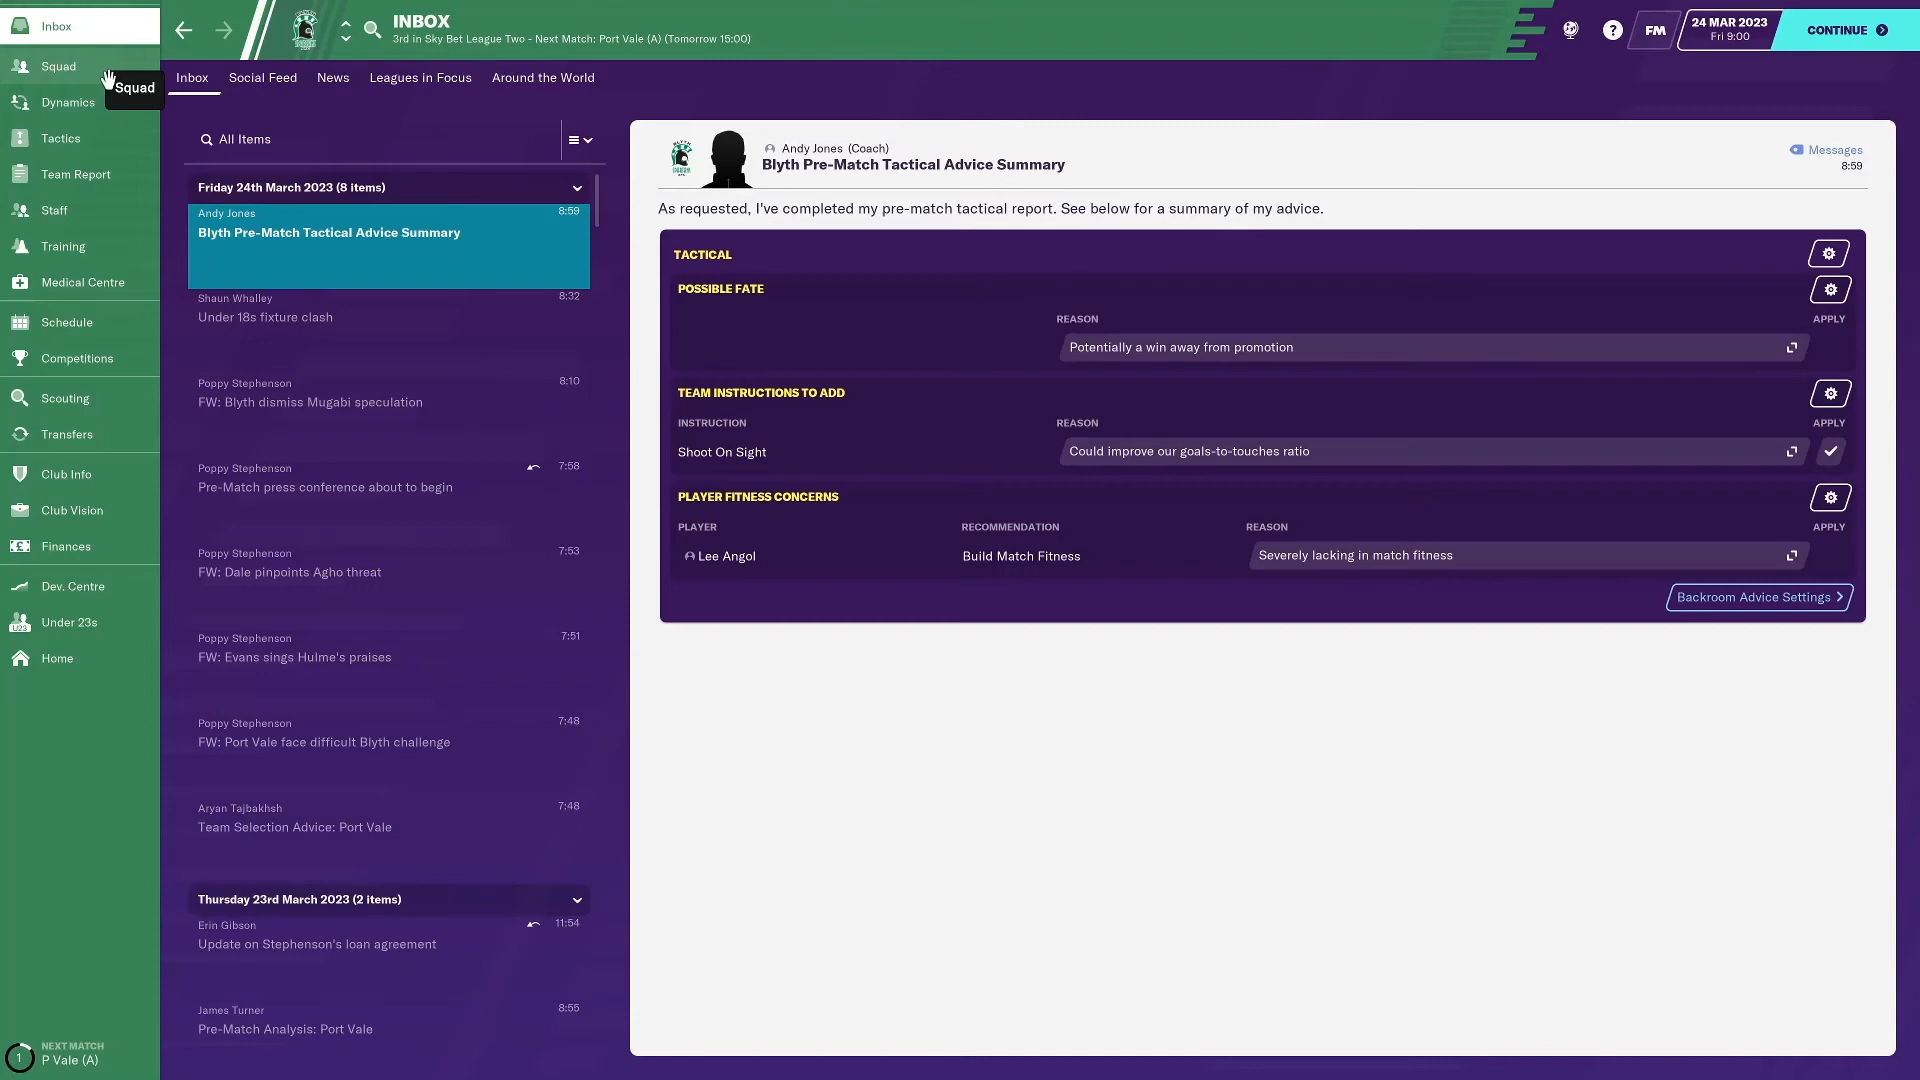 Inbox
Squad
Squad
Dynamics
Tactics
Team Report
Staff
Training
Medical Centre
Schedule
Competitions
Scouting
Transfers
Club Info
Club Vision
Finances
Dev. Centre
U23
Under 23s
Home
1
NEXT MATCH
P Vale (A)
INBOX
3rd in Sky Bet League Two - Next Match: Port Vale (A) (Tomorrow 15:00)
?
FM
24 MAR 2023
Fri 9:00
CONTINUE
Inbox Social Feed News Leagues in Focus Around the World
All Items
Friday 24th March 2023 (8 items)
Andy Jones 8:59
Blyth Pre-Match Tactical Advice Summary
Shaun Whalley 8:32
Under 18s fixture clash
Poppy Stephenson 8:10
FW: Blyth dismiss Mugabi speculation
Poppy Stephenson 7:58
Pre-Match press conference about to begin
Poppy Stephenson 7:53
FW: Dale pinpoints Agho threat
Poppy Stephenson 7:51
FW: Evans sings Hulme's praises
Poppy Stephenson 7:48
FW: Port Vale face difficult Blyth challenge
Aryan Tajbakhsh 7:48
Team Selection Advice: Port Vale
Thursday 23rd March 2023 (2 items)
Erin Gibson 11:54
Update on Stephenson's loan agreement
James Turner 8:55
Pre-Match Analysis: Port Vale
Andy Jones (Coach)
Blyth Pre-Match Tactical Advice Summary
Messages
8:59
As requested, I've completed my pre-match tactical report. See below for a summary of my advice.
TACTICAL
POSSIBLE FATE
REASON APPLY
Potentially a win away from promotion
TEAM INSTRUCTIONS TO ADD
INSTRUCTION REASON APPLY
Shoot On Sight Could improve our goals-to-touches ratio
PLAYER FITNESS CONCERNS
PLAYER RECOMMENDATION REASON APPLY
Lee Angol Build Match Fitness Severely lacking in match fitness
Backroom Advice Settings